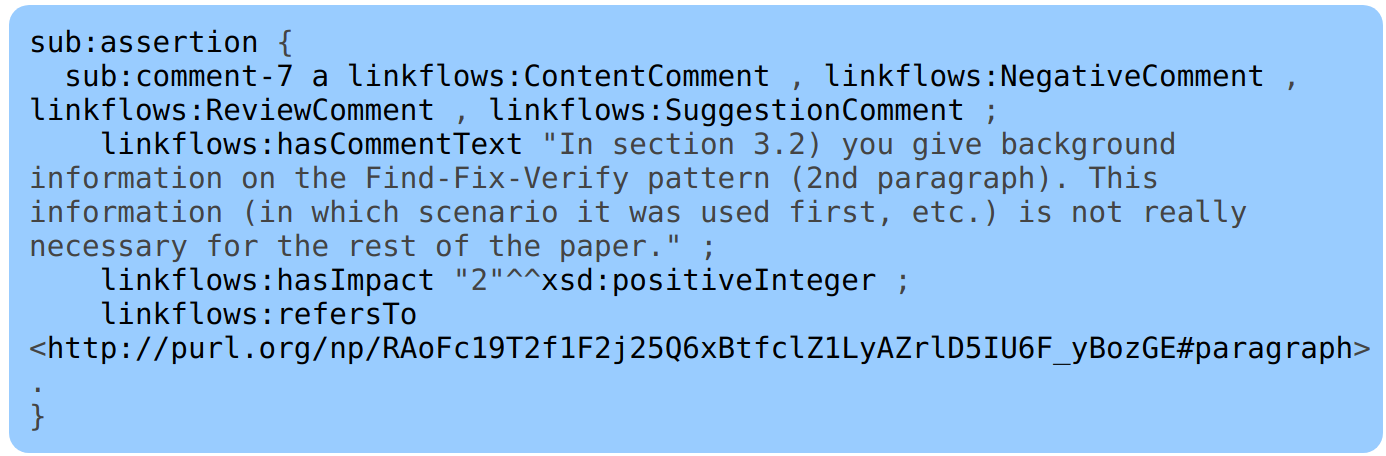 sub:assertion {
sub:comment-7 a linkflows:ContentComment , linkflows:NegativeComment ,
linkflows:ReviewComment , linkflows:SuggestionComment ;
linkflows:hasCommentText "In section 3.2) you give background
information on the Find-Fix-Verify pattern (2nd paragraph). This
information (in which scenario it was used first, etc.) is not really
necessary for the rest of the paper." ;
linkflows:hasImpact "2"^^xsd:positiveInteger ;
linkflows:refersTo
<http://purl.org/np/RAoFc19T2f1F2j25Q6xBtfclZ1LyAZrlD5IU6F_yBozGE#paragraph>
.
}